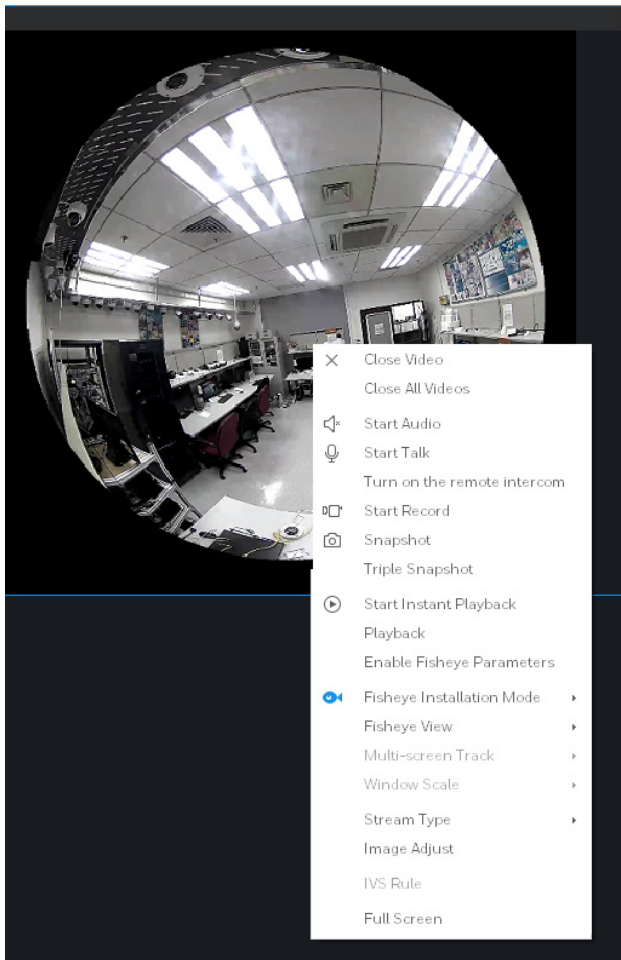 Close Video
Close All Videos
Start Audio
Start Talk
Turn on the remote intercom
Start Record
Snapshot
Triple Snapshot
Start Instant Playback
Playback
Enable Fisheye Parameters
Fisheye Installation Mode
Fisheye View
Multi-screen Track
Window Scale
Stream Type
Image Adjust
IVS Rule
Full Screen